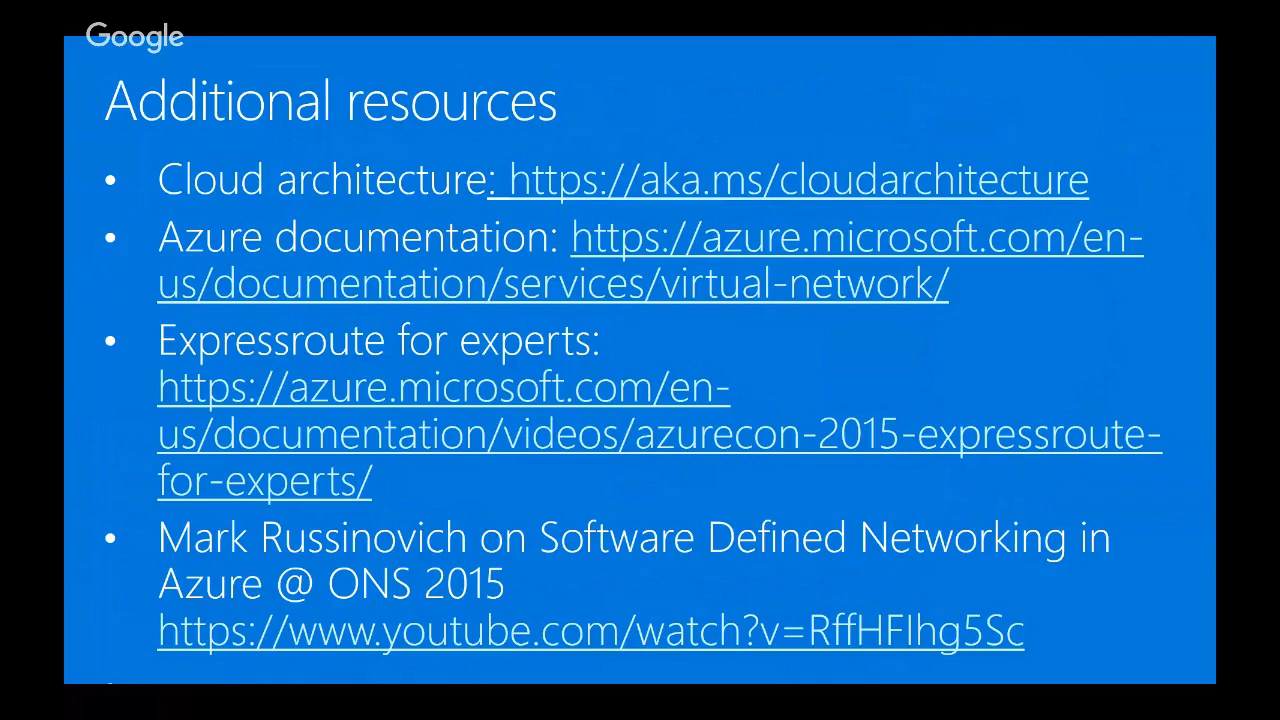 Google
Additional resources
• Cloud architecture: https://aka.ms/cloudarchitecture
• Azure documentation: https://azure.microsoft.com/en-
us/documentation/services/virtual-network/
• Expressroute for experts:
https://azure.microsoft.com/en-
us/documentation/videos/azurecon-2015-expressroute-
for-experts/
• Mark Russinovich on Software Defined Networking in
Azure @ ONS 2015
https://www.youtube.com/watch?v=RffHFIhg5Sc